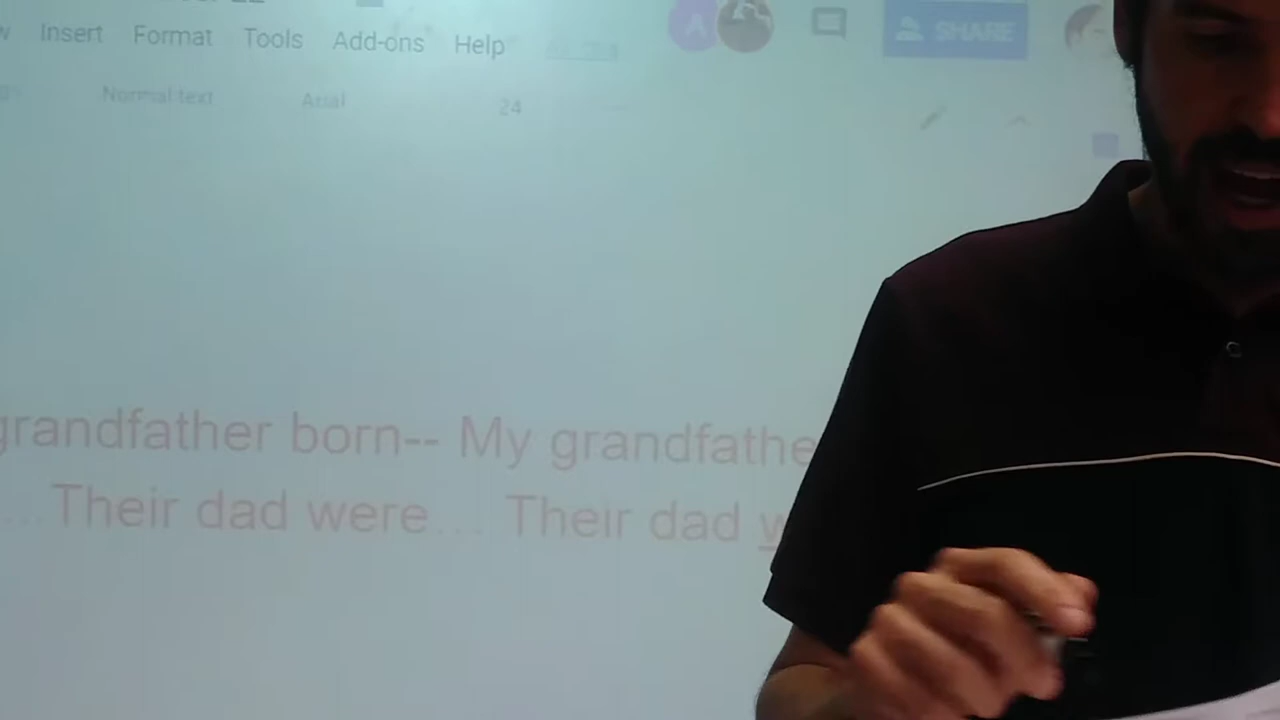 Insert Format Tools Add-ons Help
A
SHARE
Normal text Arial 24
grandfather born-- My grandfathe
... Their dad were... Their dad w